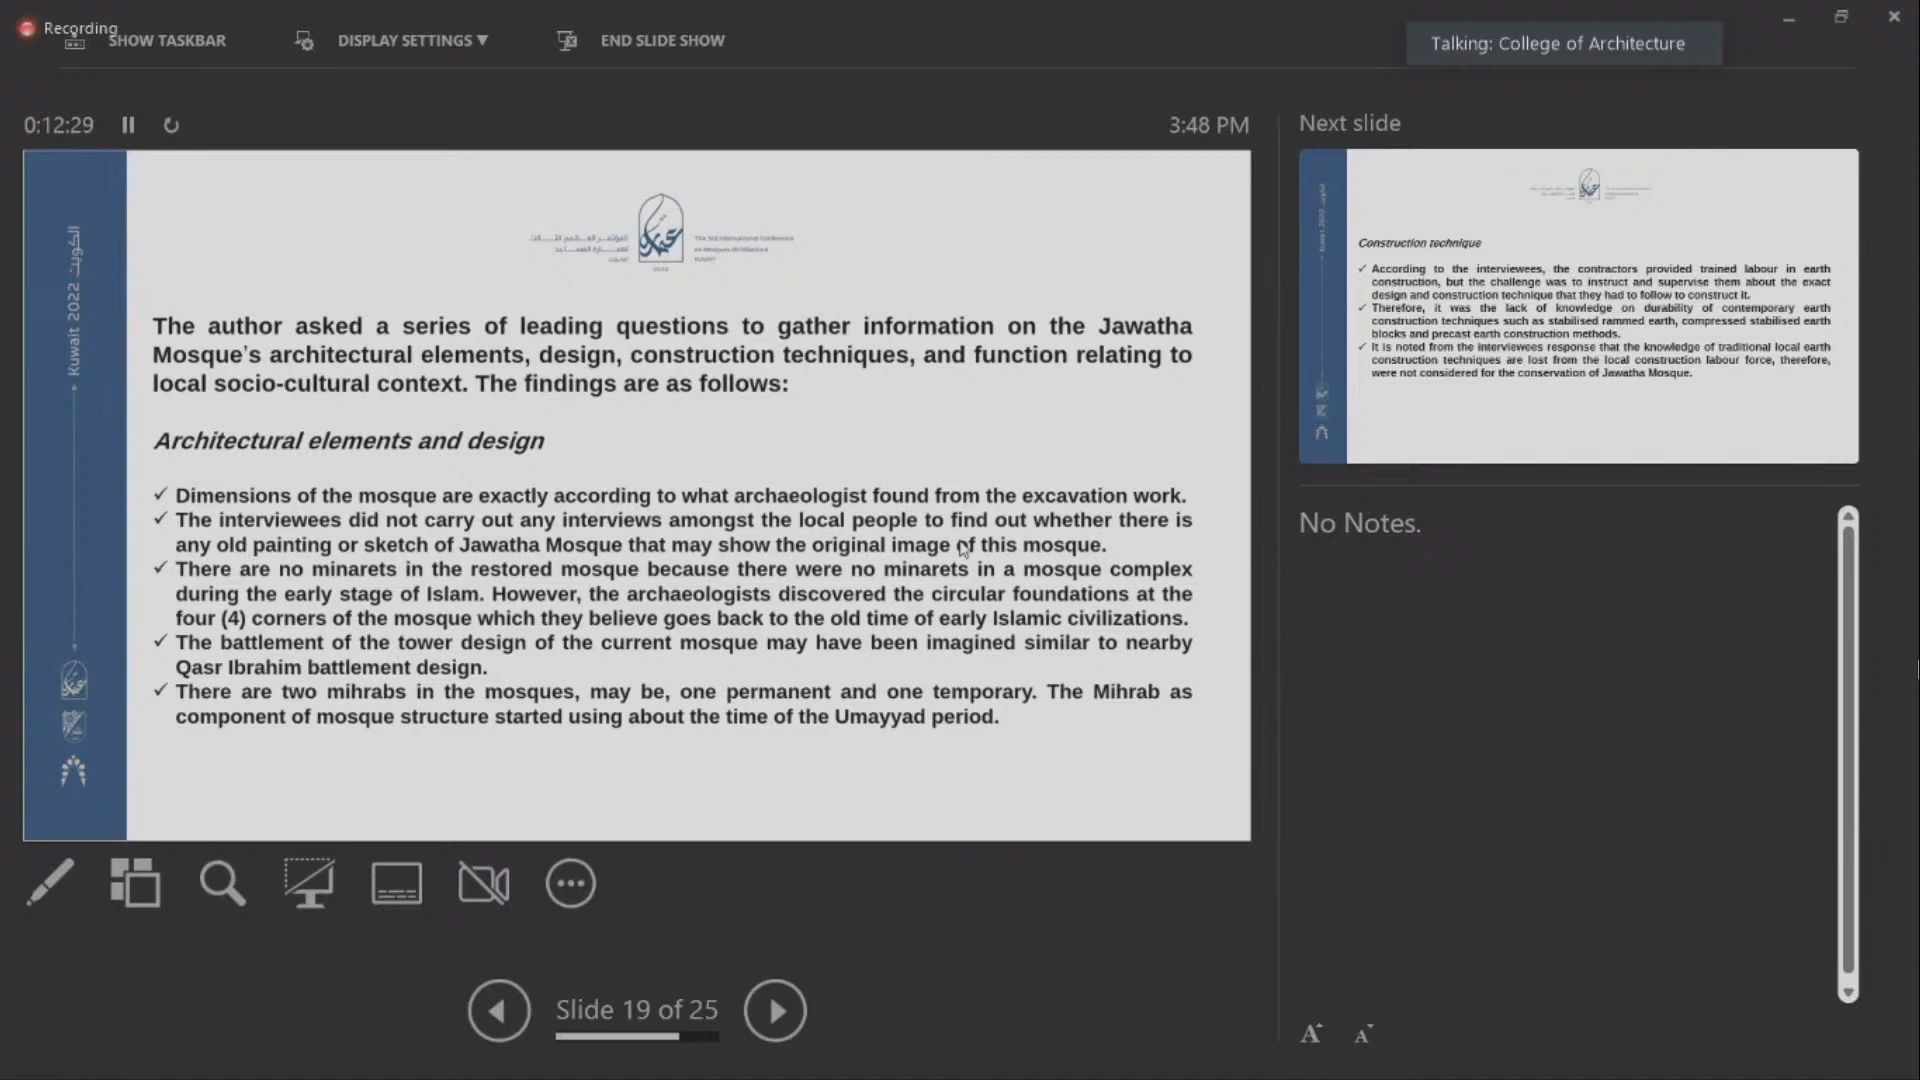 Recording
SHOW TASKBAR
DISPLAY SETTINGS ▼
END SLIDE SHOW
Talking: College of Architecture
0:12:29
3:48 PM
Next slide
الكويت
Kuwait 2022
The 3rd International Conference
on Mosque Architecture
The author asked a series of leading questions to gather information on the Jawatha
Mosque's architectural elements, design, construction techniques, and function relating to
local socio-cultural context. The findings are as follows:
Architectural elements and design
✓ Dimensions of the mosque are exactly according to what archaeologist found from the excavation work.
✓ The interviewees did not carry out any interviews amongst the local people to find out whether there is
any old painting or sketch of Jawatha Mosque that may show the original image of this mosque.
✓ There are no minarets in the restored mosque because there were no minarets in a mosque complex
during the early stage of Islam. However, the archaeologists discovered the circular foundations at the
four (4) corners of the mosque which they believe goes back to the old time of early Islamic civilizations.
✓ The battlement of the tower design of the current mosque may have been imagined similar to nearby
Qasr Ibrahim battlement design.
✓ There are two mihrabs in the mosques, may be, one permanent and one temporary. The Mihrab as
component of mosque structure started using about the time of the Umayyad period.
Slide 19 of 25
الكويت
Kuwait 2022
Construction technique
✓ According to the interviewees, the contractors provided trained labour in earth
construction, but the challenge was to instruct and supervise them about the exact
design and construction technique that they had to follow to construct it.
✓ Therefore, it was the lack of knowledge on durability of contemporary earth
construction techniques such as stabilised rammed earth, compressed stabilised earth
blocks and precast earth construction methods.
✓ It is noted from the interviewees response that the knowledge of traditional local earth
construction techniques are lost from the local construction labour force, therefore,
were not considered for the conservation of Jawatha Mosque.
No Notes.
A A